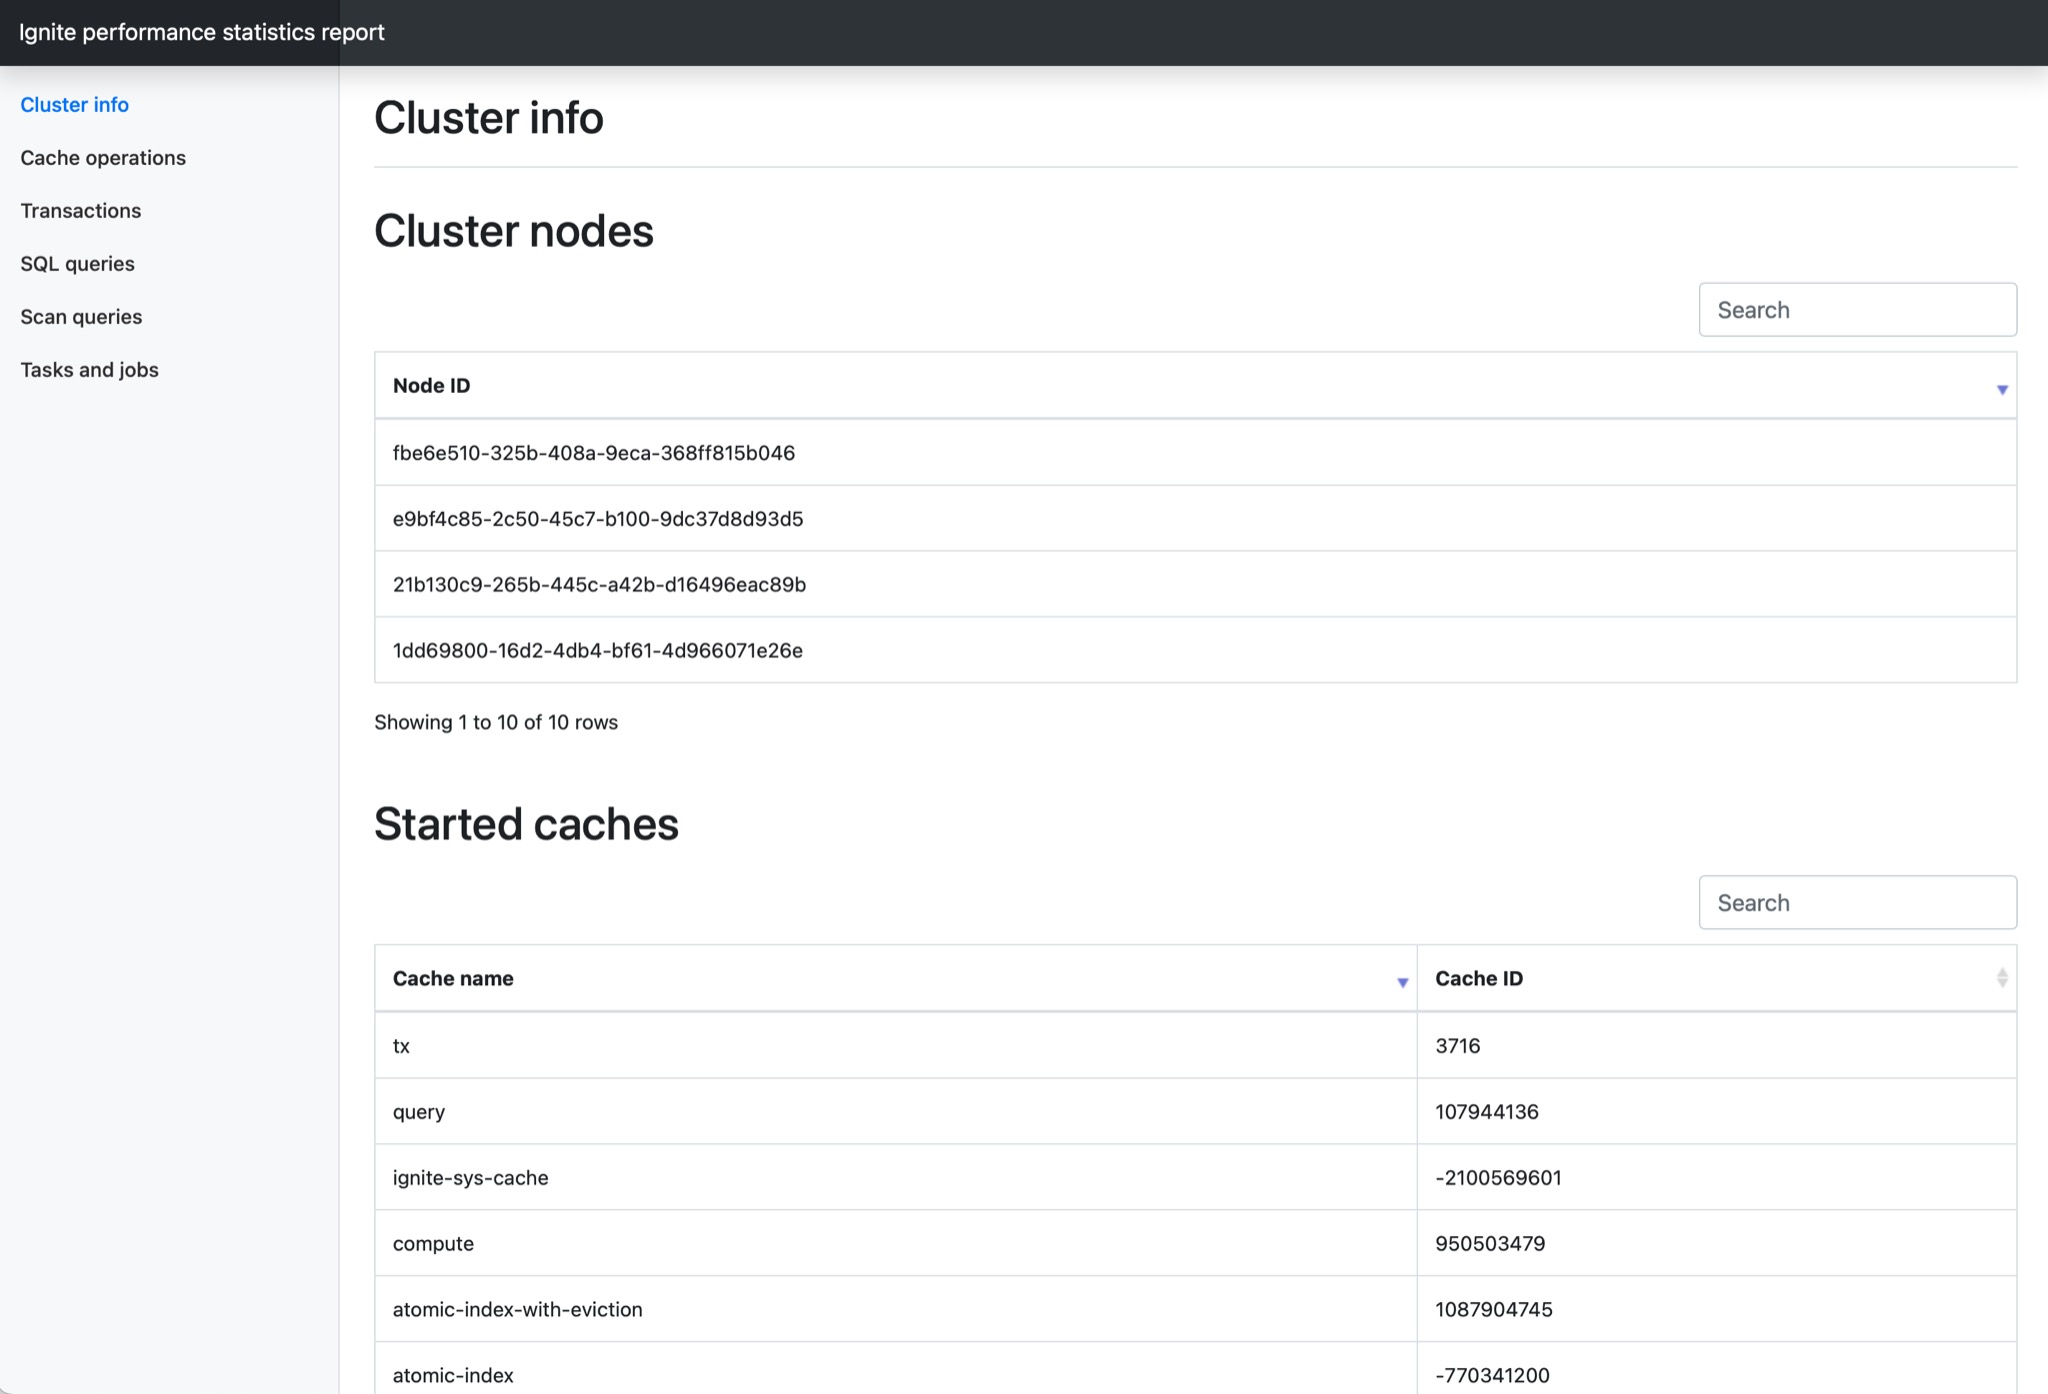 Ignite performance statistics report
Cluster info
Cache operations
Transactions
SQL queries
Scan queries
Tasks and jobs
Cluster info
Cluster nodes
Search
Node ID
fbe6e510-325b-408a-9eca-368ff815b046
e9bf4c85-2c50-45c7-b100-9dc37d8d93d5
21b130c9-265b-445c-a42b-d16496eac89b
1dd69800-16d2-4db4-bf61-4d966071e26e
Showing 1 to 10 of 10 rows
Started caches
Search
Cache name Cache ID
tx 3716
query 107944136
ignite-sys-cache -2100569601
compute 950503479
atomic-index-with-eviction 1087904745
atomic-index -770341200